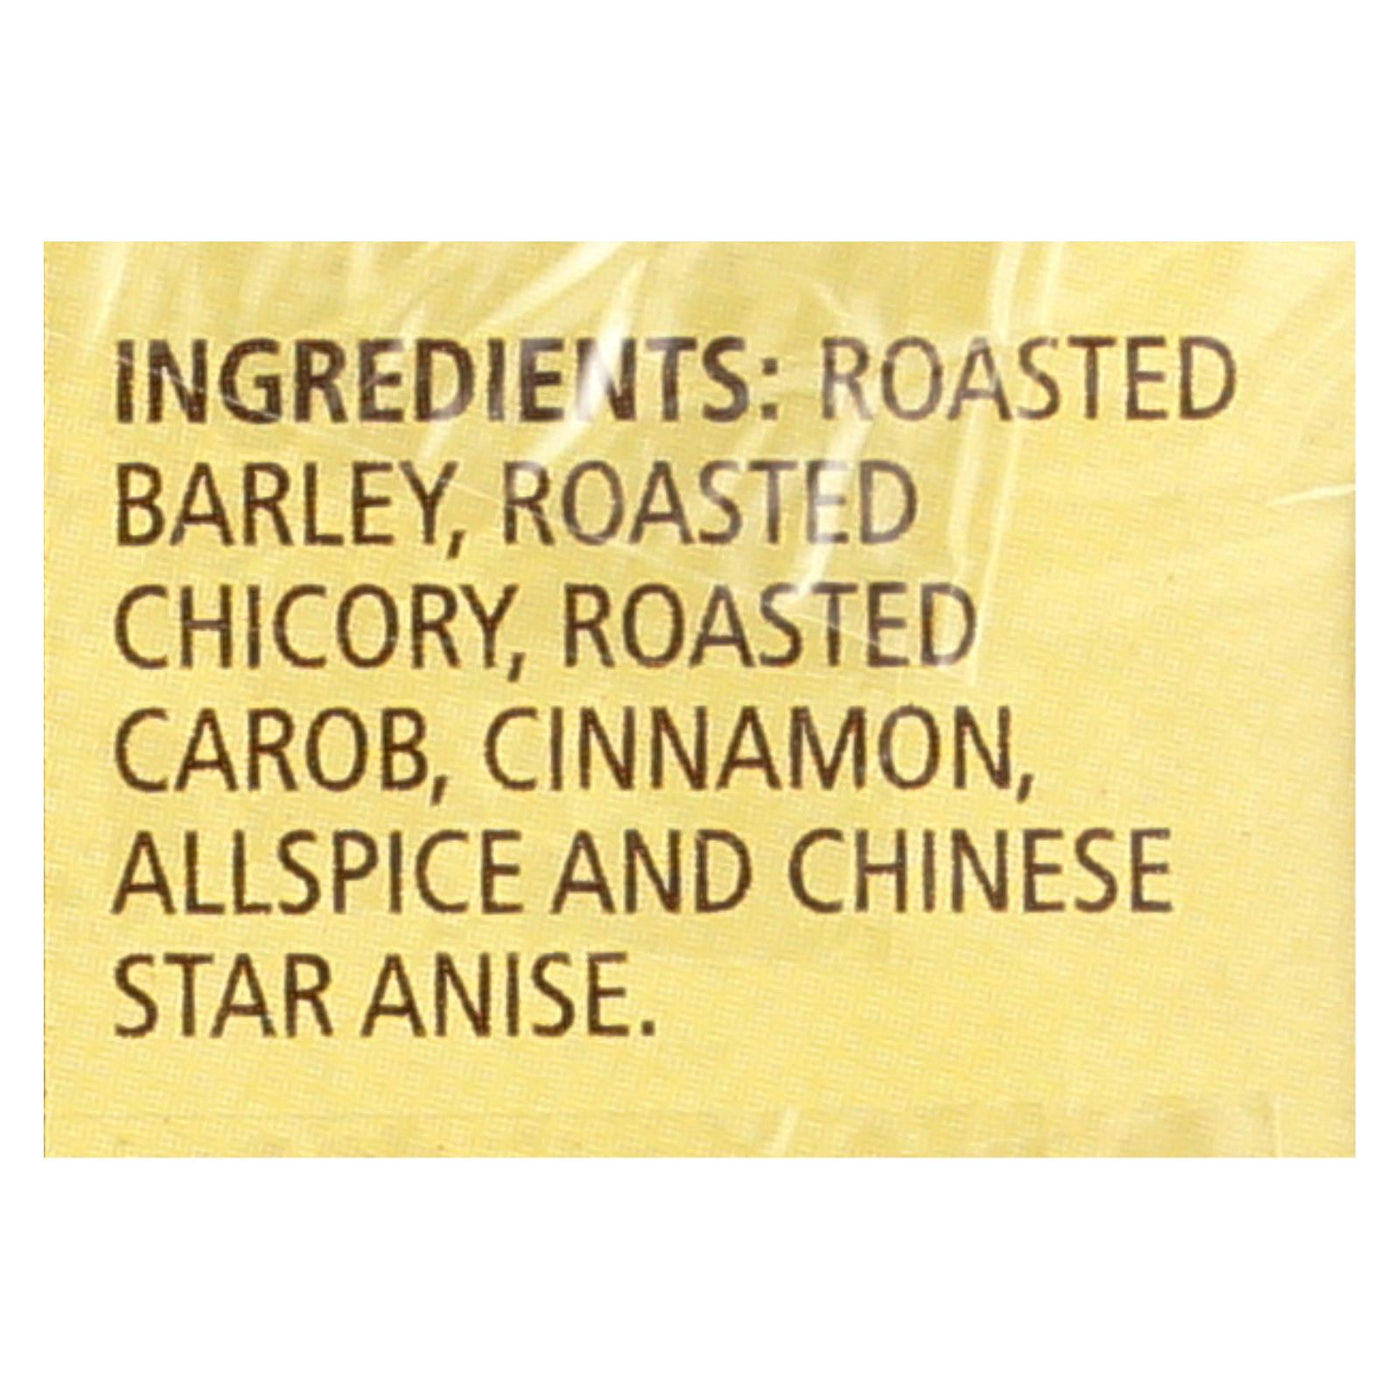 INGREDIENTS: ROASTED
BARLEY, ROASTED
CHICORY, ROASTED
CAROB, CINNAMON,
ALLSPICE AND CHINESE
STAR ANISE.